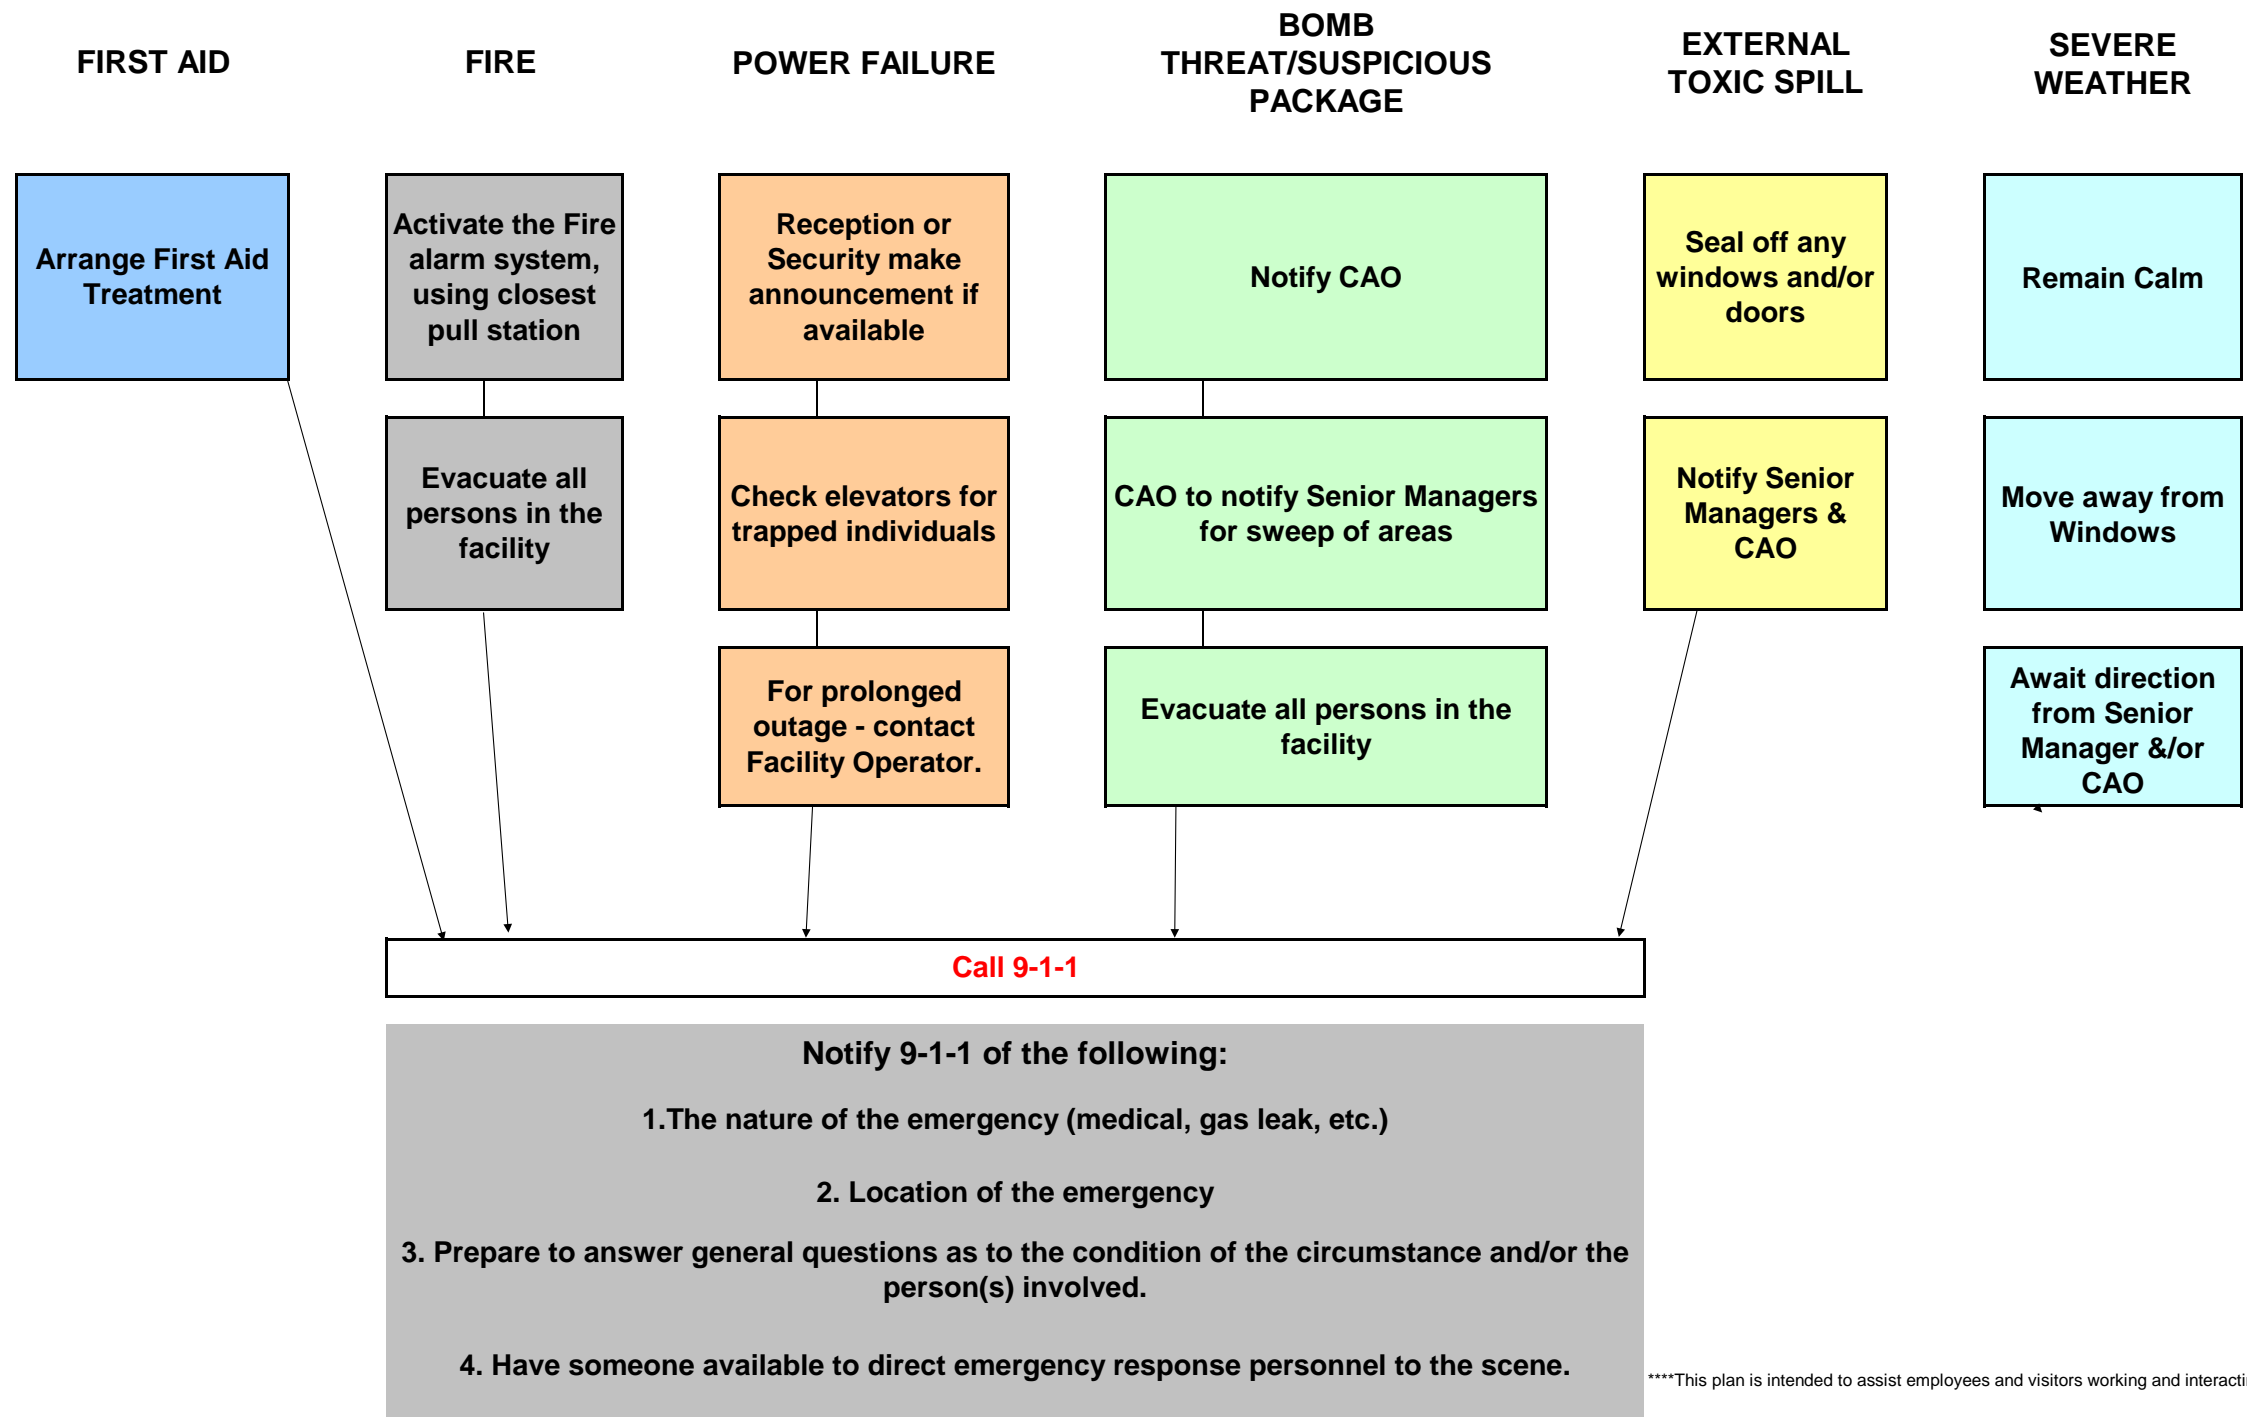 FIRST AID
FIRE
POWER FAILURE
BOMB
THREAT/SUSPICIOUS
PACKAGE
EXTERNAL
TOXIC SPILL
SEVERE
WEATHER
Arrange First Aid
Treatment
Activate the Fire
alarm system,
using closest
pull station
Reception or
Security make
announcement if
available
Notify CAO
Seal off any
windows and/or
doors
Remain Calm
Evacuate all
persons in the
facility
Check elevators for
trapped individuals
CAO to notify Senior Managers
for sweep of areas
Notify Senior
Managers &
CAO
Move away from
Windows
For prolonged
outage - contact
Facility Operator.
Evacuate all persons in the
facility
Await direction
from Senior
Manager &/or
CAO
Call 9-1-1
Notify 9-1-1 of the following:
1.The nature of the emergency (medical, gas leak, etc.)
2. Location of the emergency
3. Prepare to answer general questions as to the condition of the circumstance and/or the
person(s) involved.
4. Have someone available to direct emergency response personnel to the scene.
****This plan is intended to assist employees and visitors working and